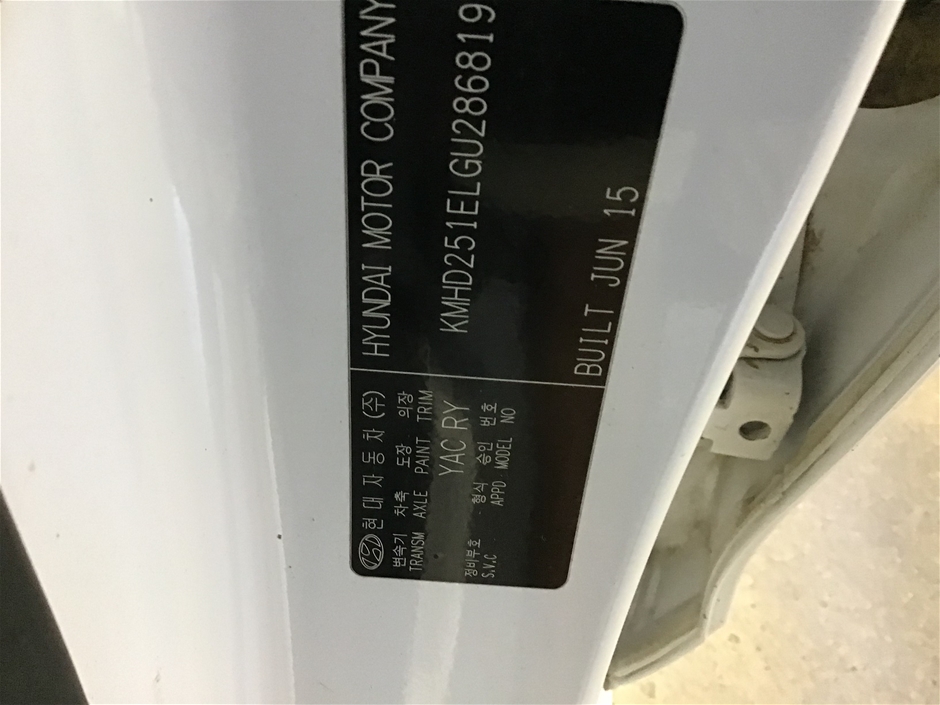 현대자동차(주) HYUNDAI MOTOR COMPANY
변속기 차축 도장 의장
TRANSM AXLE PAINT TRIM
YAC RY KMHD251ELGU286819
정비부호 형식 승인 번호
S.V.C APPD MODEL NO
BUILT JUN 15